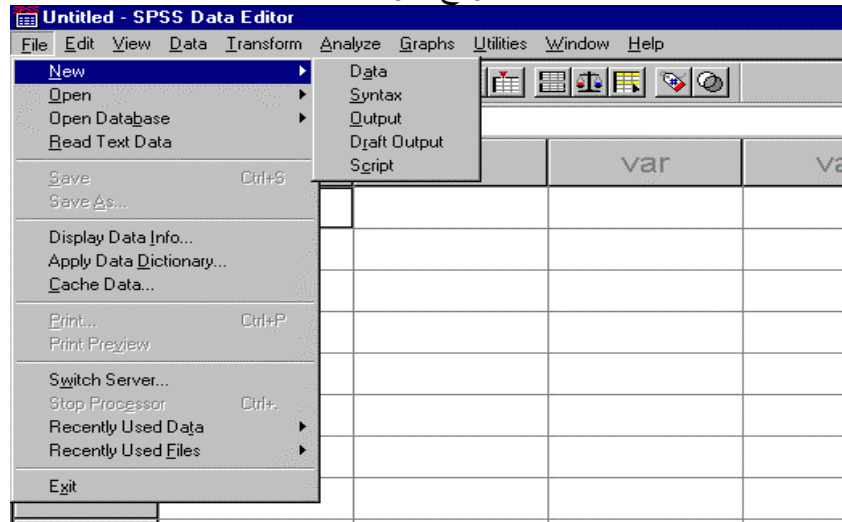 Untitled - SPSS Data Editor
File Edit View Data Transform Analyze Graphs Utilities Window Help
New
Open
Open Database
Read Text Data
Save Ctrl+S
Save As...
Display Data Info...
Apply Data Dictionary...
Cache Data...
Print... Ctrl+P
Print Preview
Switch Server...
Stop Processor Ctrl+.
Recently Used Data
Recently Used Files
Exit
Data
Syntax
Output
Draft Output
Script
var
va